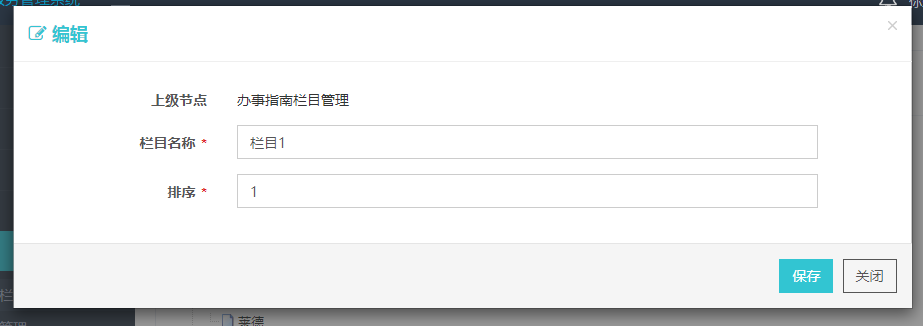 编辑
×
上级节点 办事指南栏目管理
栏目名称 * 栏目1
排序 * 1
保存 关闭
栏